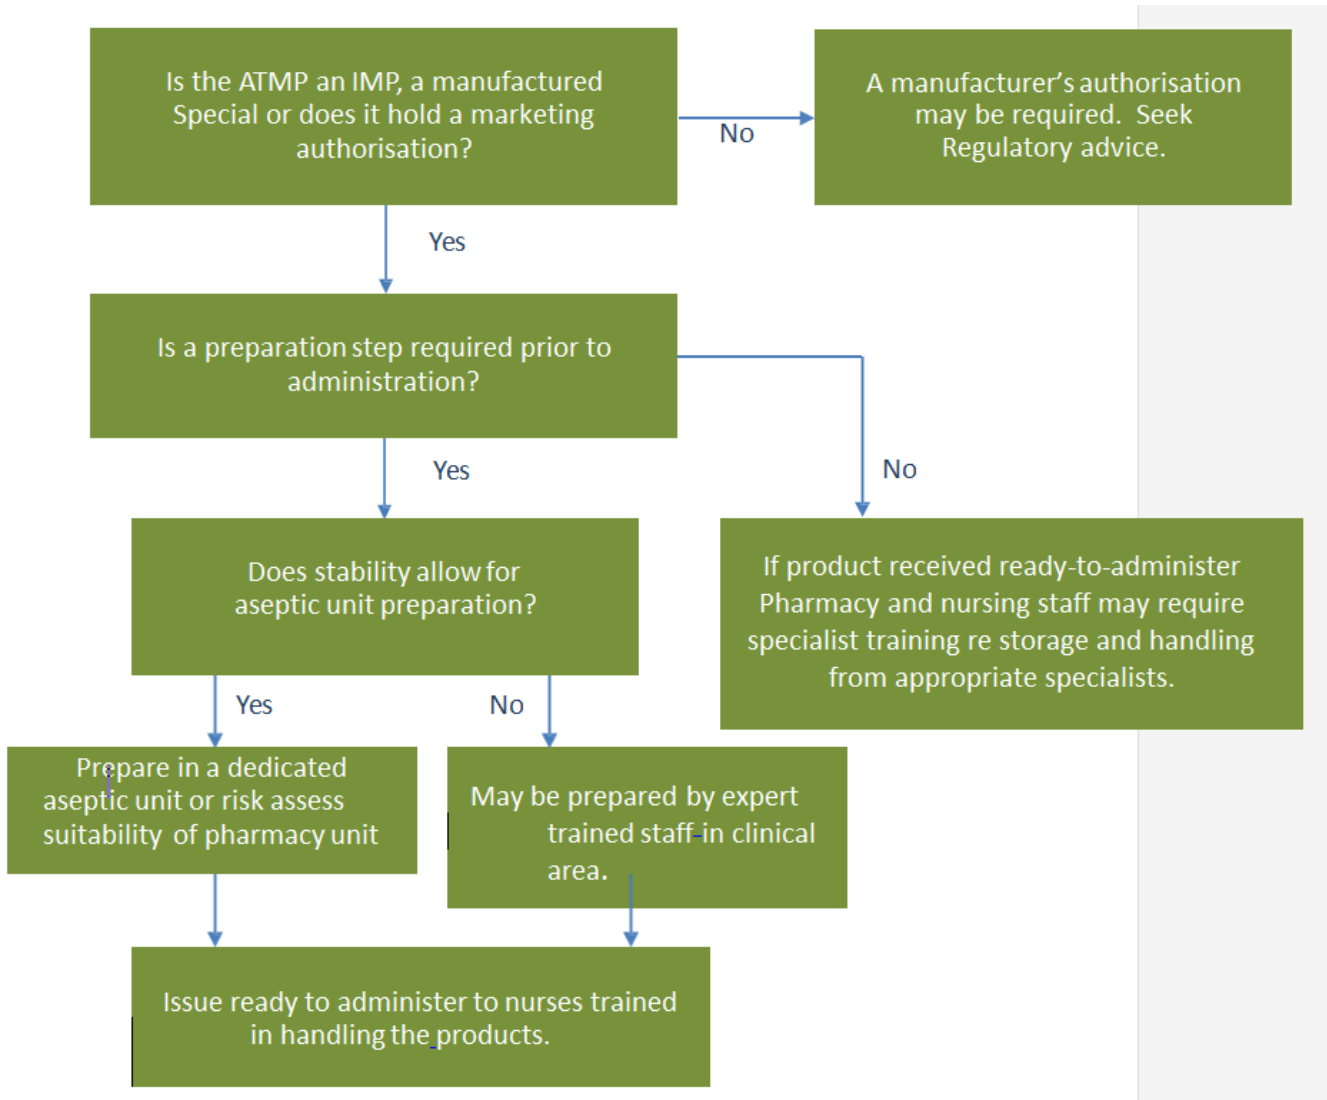 Is the ATMP an IMP, a manufactured
Special or does it hold a marketing
authorisation?
No
A manufacturer's authorisation
may be required. Seek
Regulatory advice.
Yes
Is a preparation step required prior to
administration?
Yes
No
Does stability allow for
aseptic unit preparation?
If product received ready-to-administer
Pharmacy and nursing staff may require
specialist training re storage and handling
from appropriate specialists.
Yes
No
Prepare in a dedicated
aseptic unit or risk assess
suitability of pharmacy unit
May be prepared by expert
trained staff in clinical
area.
Issue ready to administer to nurses trained
in handling the products.